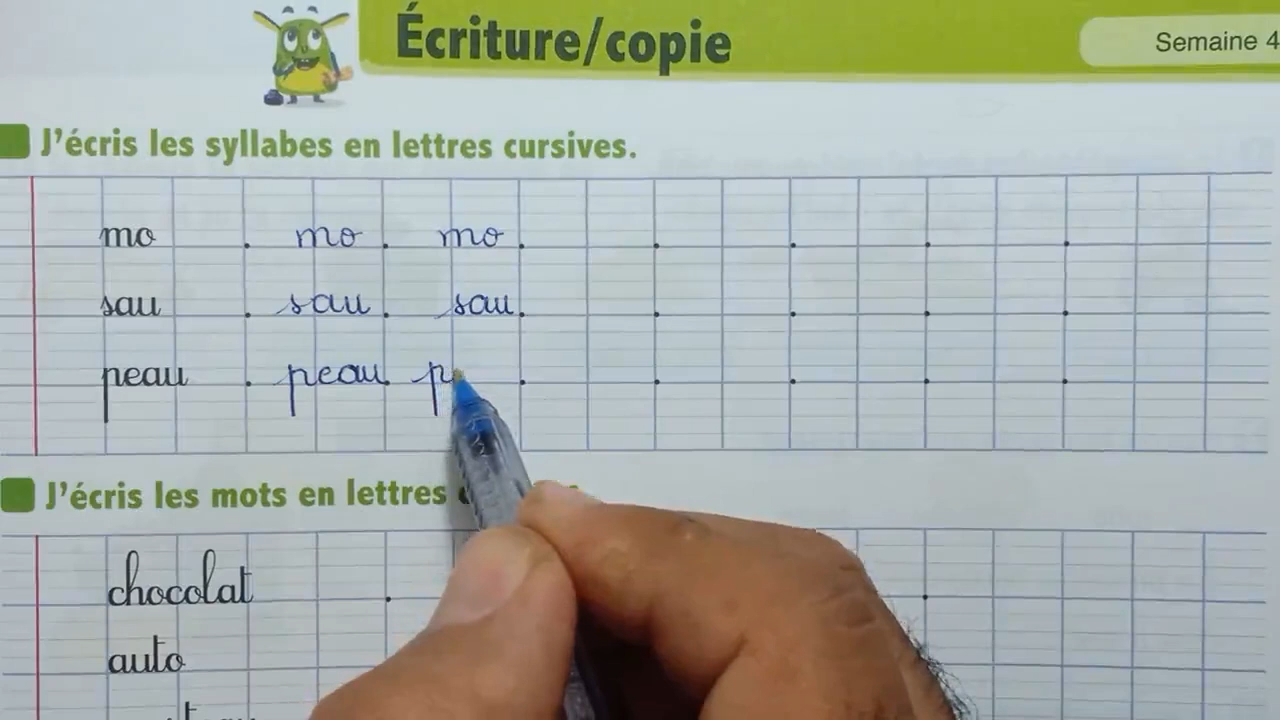 Écriture/copie
Semaine 4
J'écris les syllabes en lettres cursives.
mo . mo . mo . . . . .
sau . sau . sau . . . . .
peau . peau . p . . . . .
J'écris les mots en lettres
chocolat . .
auto